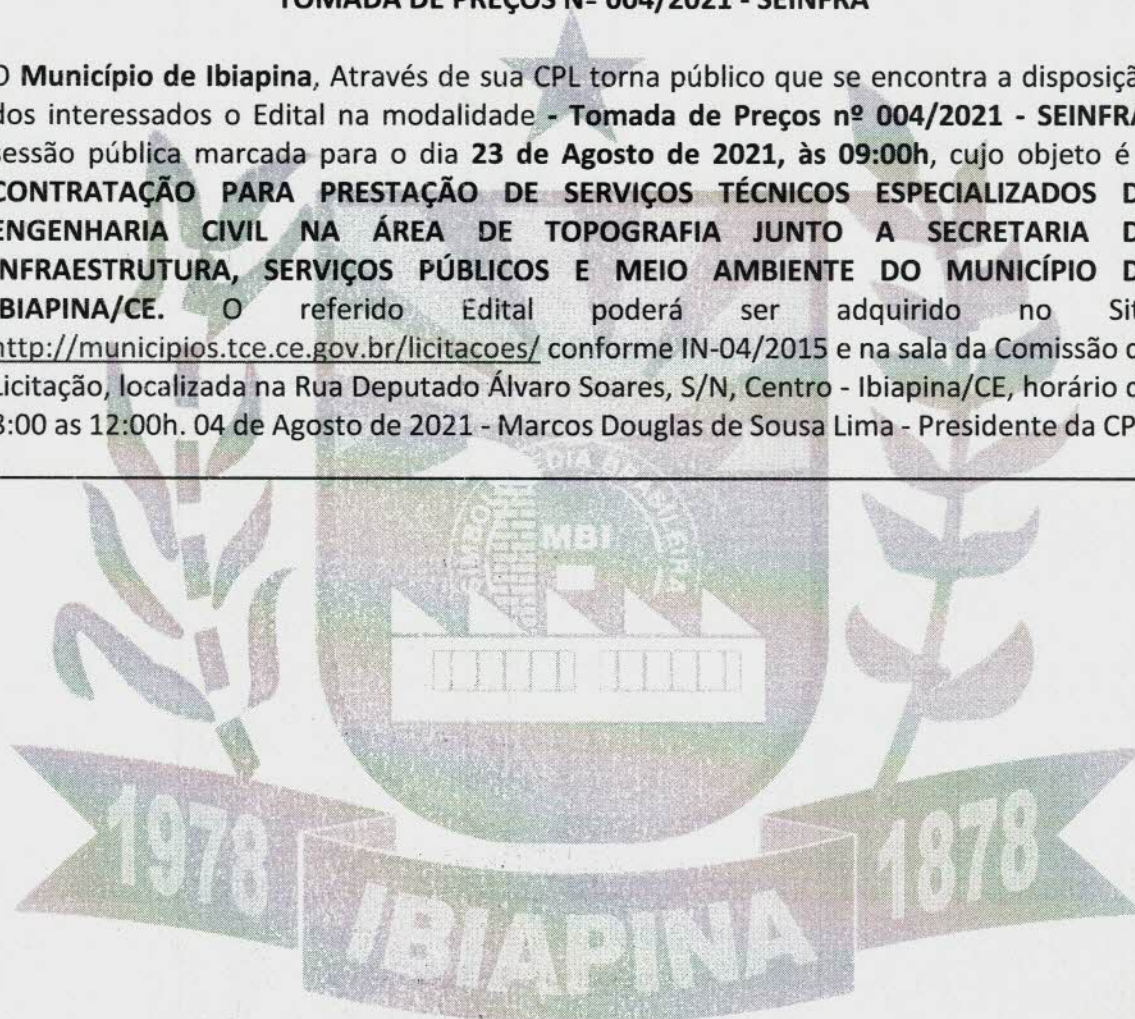 TOMADA DE PREÇOS Nº 004/2021 - SEINFRA
O Município de Ibiapina, Através de sua CPL torna público que se encontra a disposiçã
dos interessados o Edital na modalidade - Tomada de Preços nº 004/2021 - SEINFRA
sessão pública marcada para o dia 23 de Agosto de 2021, às 09:00h, cujo objeto é
CONTRATAÇÃO PARA PRESTAÇÃO DE SERVIÇOS TÉCNICOS ESPECIALIZADOS D
ENGENHARIA CIVIL NA ÁREA DE TOPOGRAFIA JUNTO A SECRETARIA D
INFRAESTRUTURA, SERVIÇOS PÚBLICOS E MEIO AMBIENTE DO MUNICÍPIO D
IBIAPINA/CE. O referido Edital poderá ser adquirido no Sit
http://municipios.tce.ce.gov.br/licitacoes/ conforme IN-04/2015 e na sala da Comissão d
Licitação, localizada na Rua Deputado Álvaro Soares, S/N, Centro - Ibiapina/CE, horário d
8:00 as 12:00h. 04 de Agosto de 2021 - Marcos Douglas de Sousa Lima - Presidente da CP
MBI
1978
1878
IBIAPINA